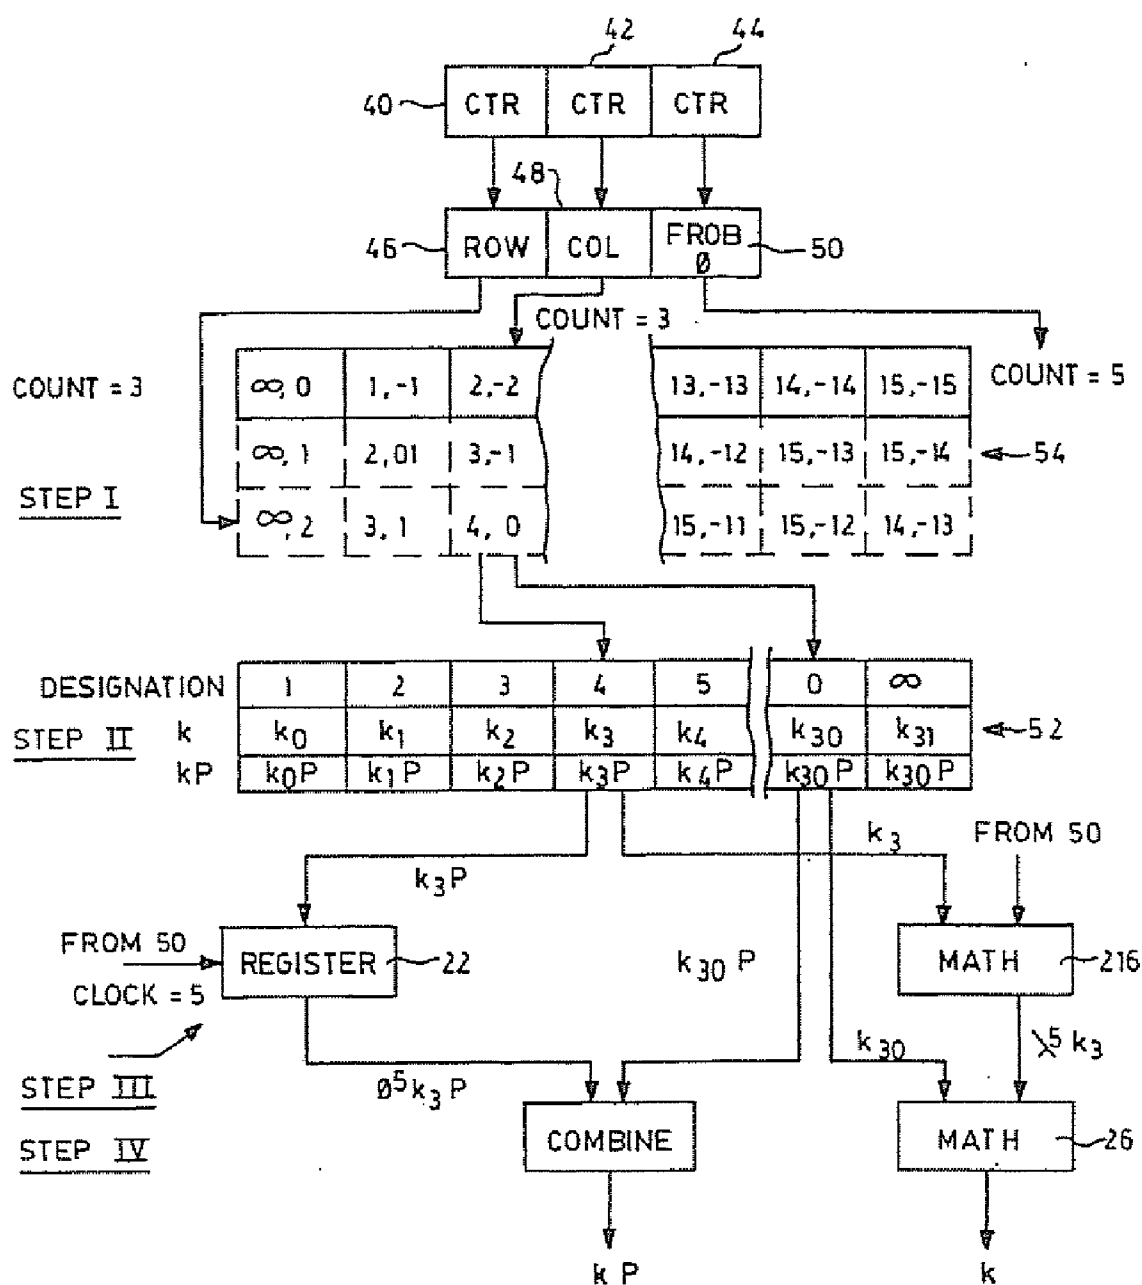 42 44
40 CTR CTR CTR
48
46 ROW COL FROB Ø 50
COUNT = 3
COUNT = 3 ∞,0 1,-1 2,-2 13,-13 14,-14 15,-15 COUNT = 5
∞,1 2,01 3,-1 14,-12 15,-13 15,-14 54
STEP I
∞,2 3,1 4,0 15,-11 15,-12 14,-13
DESIGNATION 1 2 3 4 5 0 ∞
STEP II k k₀ k₁ k₂ k₃ k₄ k₃₀ k₃₁ 52
kP k₀P k₁P k₂P k₃P k₄P k₃₀P k₃₀P
k₃ FROM 50
k₃P
FROM 50 REGISTER 22 k₃₀P MATH 216
CLOCK = 5
k₃₀ λ⁵k₃
STEP III Ø⁵k₃P
STEP IV COMBINE MATH 26
kP k